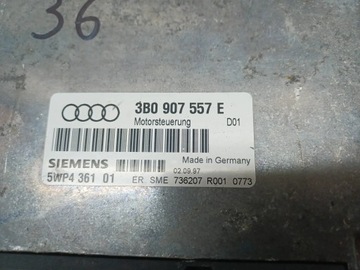 36
3B0 907 557 E
Motorsteuerung D01
SIEMENS Made in Germany
02.09.97
5WP4 361 01 ER SME 736207 R001 0773